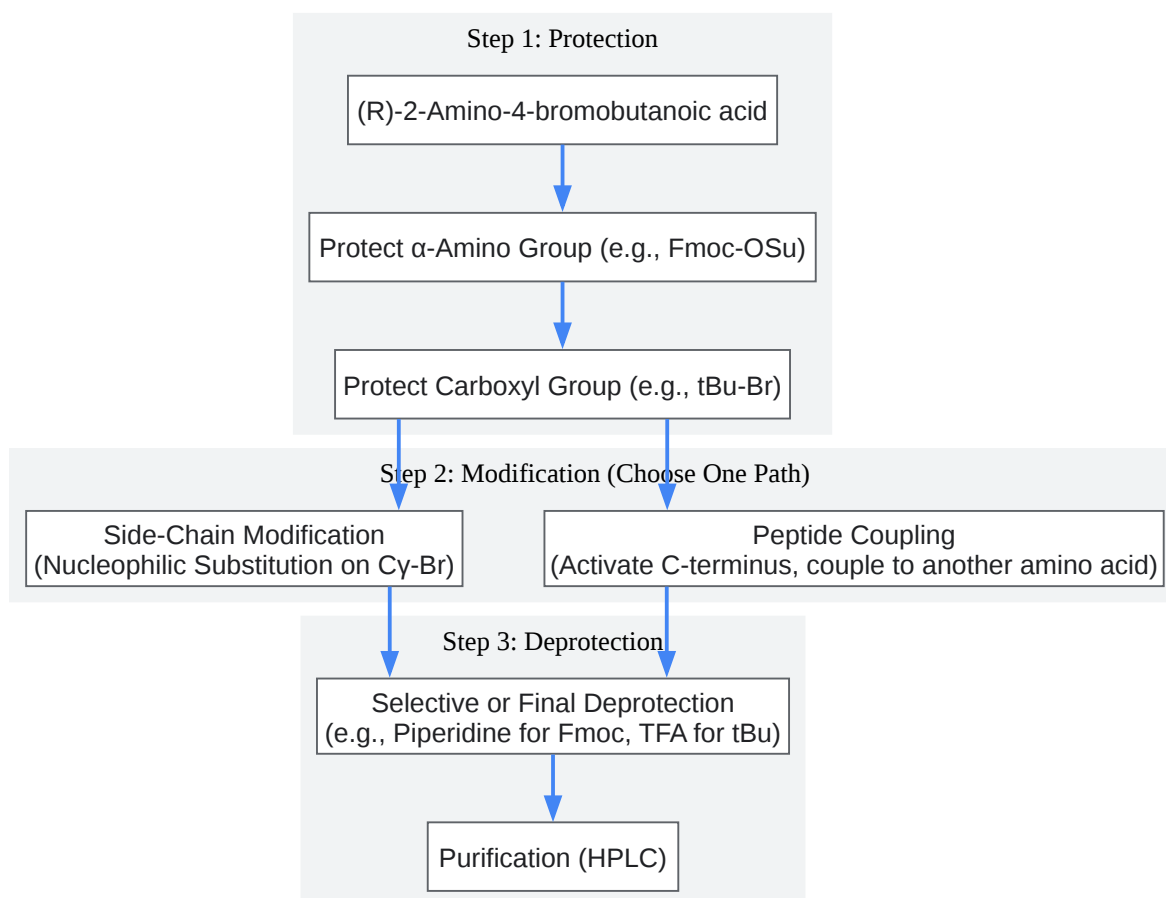 Step 1: Protection
(R)-2-Amino-4-bromobutanoic acid
Protect α-Amino Group (e.g., Fmoc-OSu)
Protect Carboxyl Group (e.g., tBu-Br)
Step 2: Modification (Choose One Path)
Side-Chain Modification
(Nucleophilic Substitution on Cγ-Br)
Peptide Coupling
(Activate C-terminus, couple to another amino acid)
Step 3: Deprotection
Selective or Final Deprotection
(e.g., Piperidine for Fmoc, TFA for tBu)
Purification (HPLC)